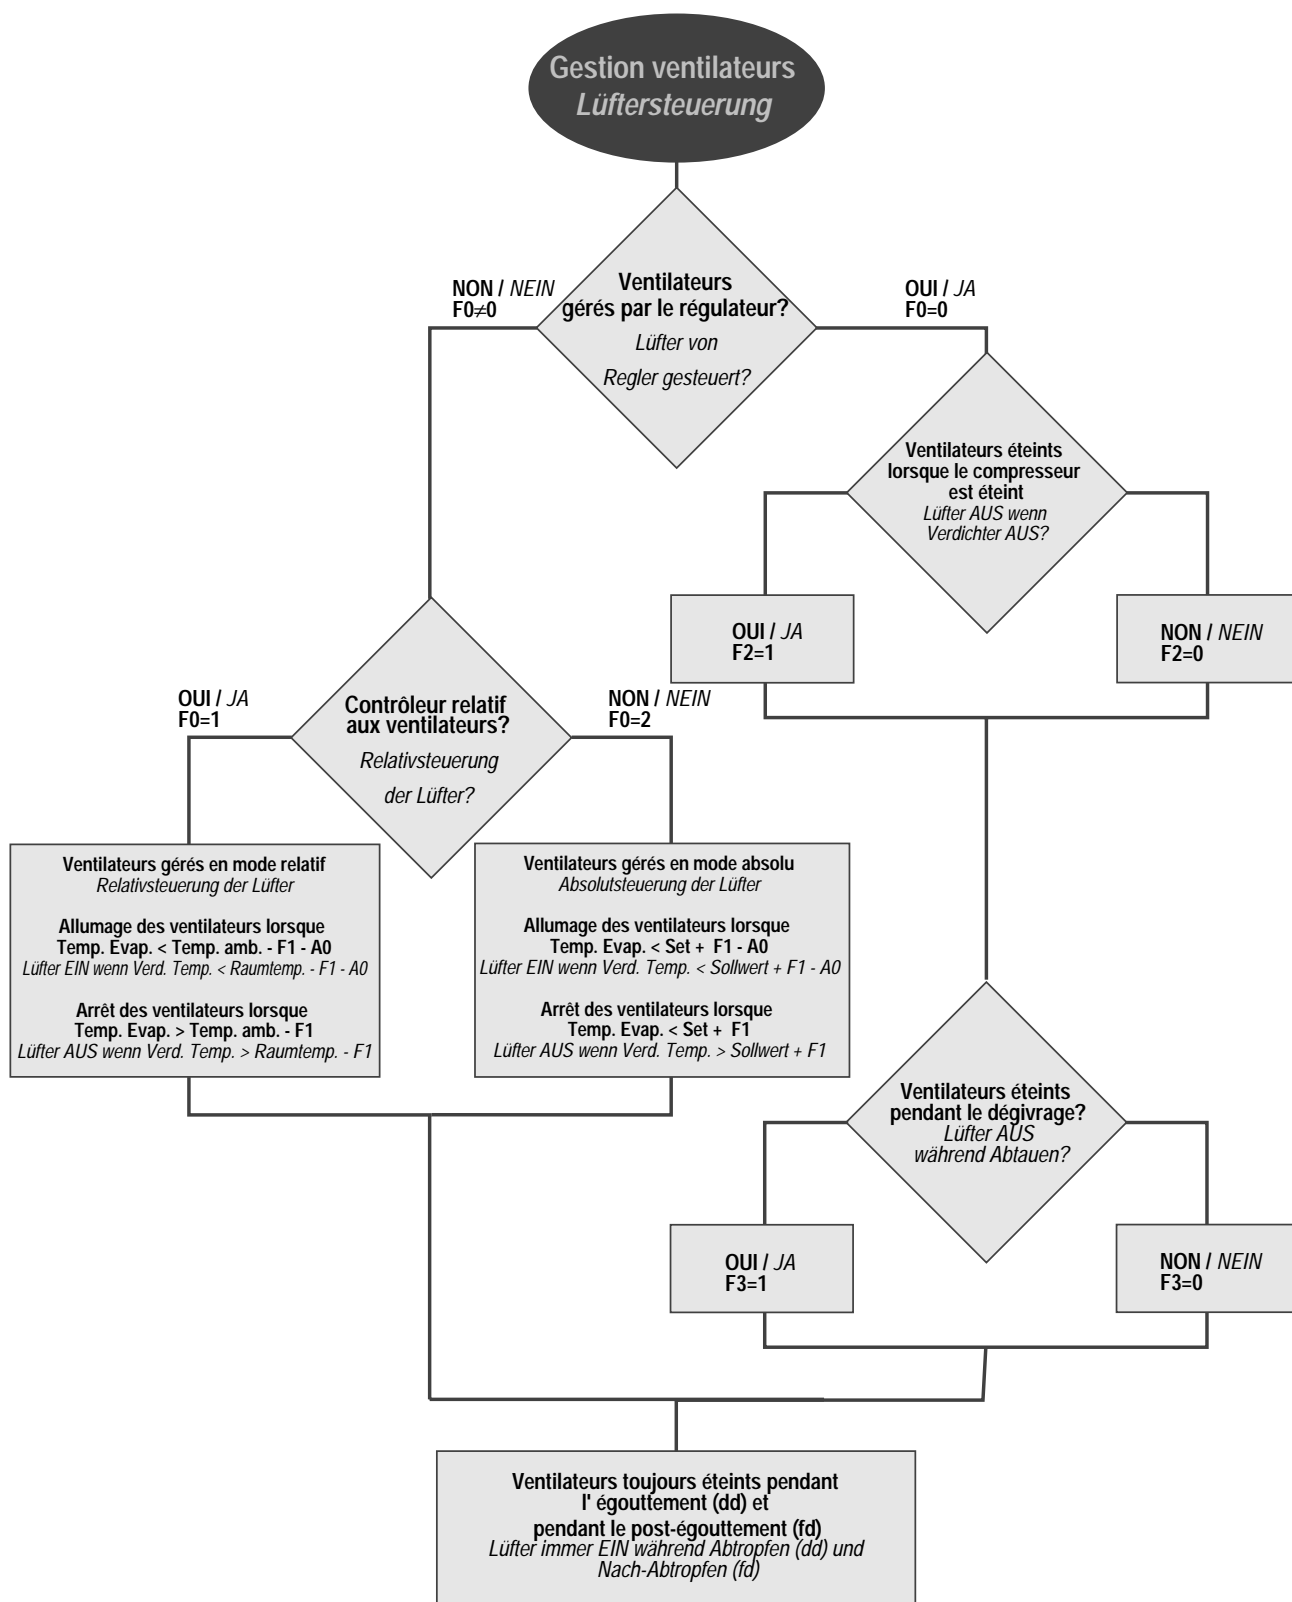 Gestion ventilateurs
Lüftersteuerung
NON / NEIN
F0≠0
Ventilateurs
gérés par le régulateur?
Lüfter von
Regler gesteuert?
OUI / JA
F0=0
Ventilateurs éteints
lorsque le compresseur
est éteint
Lüfter AUS wenn
Verdichter AUS?
OUI / JA
F2=1
NON / NEIN
F2=0
OUI / JA
F0=1
Contrôleur relatif
aux ventilateurs?
Relativsteuerung
der Lüfter?
NON / NEIN
F0=2
Ventilateurs gérés en mode relatif
Relativsteuerung der Lüfter
Allumage des ventilateurs lorsque
Temp. Evap. < Temp. amb. - F1 - A0
Lüfter EIN wenn Verd. Temp. < Raumtemp. - F1 - A0
Arrêt des ventilateurs lorsque
Temp. Evap. > Temp. amb. - F1
Lüfter AUS wenn Verd. Temp. > Raumtemp. - F1
Ventilateurs gérés en mode absolu
Absolutsteuerung der Lüfter
Allumage des ventilateurs lorsque
Temp. Evap. < Set + F1 - A0
Lüfter EIN wenn Verd. Temp. < Sollwert + F1 - A0
Arrêt des ventilateurs lorsque
Temp. Evap. < Set + F1
Lüfter AUS wenn Verd. Temp. > Sollwert + F1
Ventilateurs éteints
pendant le dégivrage?
Lüfter AUS
während Abtauen?
OUI / JA
F3=1
NON / NEIN
F3=0
Ventilateurs toujours éteints pendant
l' égouttement (dd) et
pendant le post-égouttement (fd)
Lüfter immer EIN während Abtropfen (dd) und
Nach-Abtropfen (fd)